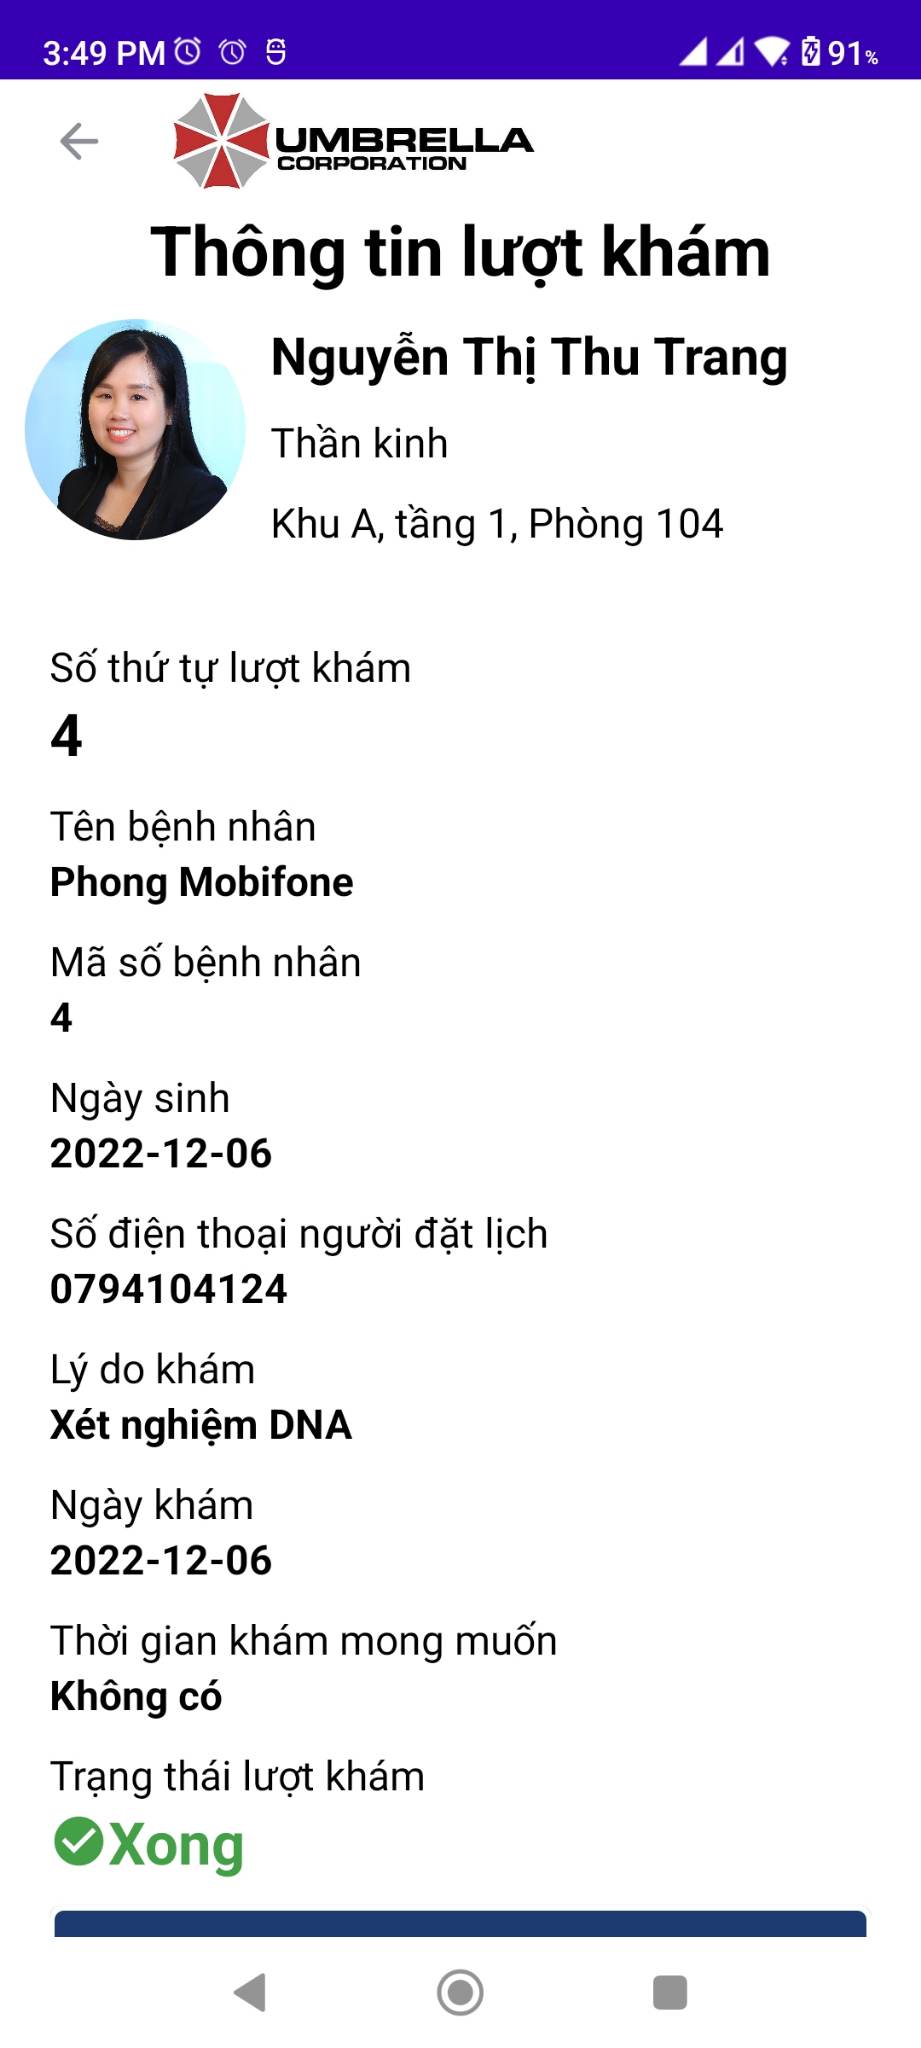 3:49 PM
91%
UMBRELLA
CORPORATION
Thông tin lượt khám
Nguyễn Thị Thu Trang
Thần kinh
Khu A, tầng 1, Phòng 104
Số thứ tự lượt khám
4
Tên bệnh nhân
Phong Mobifone
Mã số bệnh nhân
4
Ngày sinh
2022-12-06
Số điện thoại người đặt lịch
0794104124
Lý do khám
Xét nghiệm DNA
Ngày khám
2022-12-06
Thời gian khám mong muốn
Không có
Trạng thái lượt khám
Xong